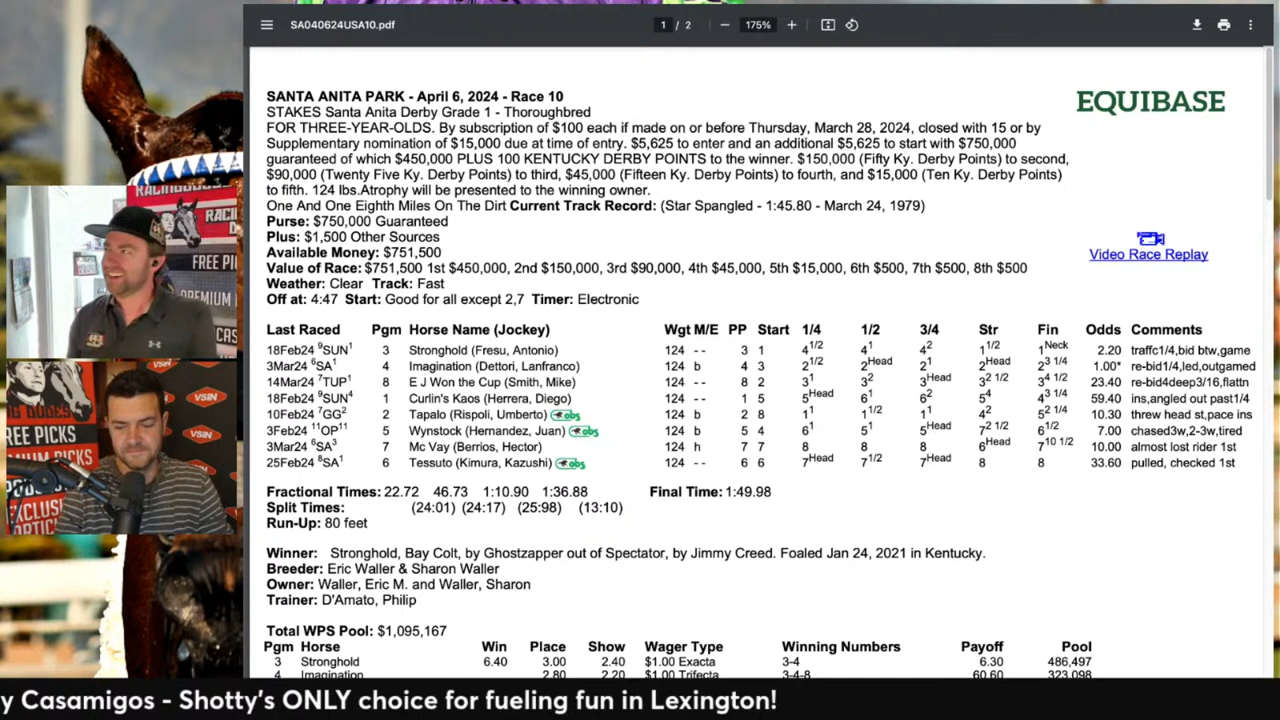 SA040624USA10.pdf
1 / 2
175%
SANTA ANITA PARK - April 6, 2024 - Race 10
EQUIBASE
STAKES Santa Anita Derby Grade 1 - Thoroughbred
FOR THREE-YEAR-OLDS. By subscription of $100 each if made on or before Thursday, March 28, 2024, closed with 15 or by
Supplementary nomination of $15,000 due at time of entry. $5,625 to enter and an additional $5,625 to start with $750,000
guaranteed of which $450,000 PLUS 100 KENTUCKY DERBY POINTS to the winner. $150,000 (Fifty Ky. Derby Points) to second,
$90,000 (Twenty Five Ky. Derby Points) to third, $45,000 (Fifteen Ky. Derby Points) to fourth, and $15,000 (Ten Ky. Derby Points)
to fifth. 124 lbs.Atrophy will be presented to the winning owner.
One And One Eighth Miles On The Dirt Current Track Record: (Star Spangled - 1:45.80 - March 24, 1979)
Purse: $750,000 Guaranteed
Plus: $1,500 Other Sources
Available Money: $751,500
Video Race Replay
Value of Race: $751,500 1st $450,000, 2nd $150,000, 3rd $90,000, 4th $45,000, 5th $15,000, 6th $500, 7th $500, 8th $500
Weather: Clear Track: Fast
Off at: 4:47 Start: Good for all except 2,7 Timer: Electronic
Last Raced Pgm Horse Name (Jockey) Wgt M/E PP Start 1/4 1/2 3/4 Str Fin Odds Comments
18Feb24 9SUN1 3 Stronghold (Fresu, Antonio) 124 - - 3 1 4 1/2 4 1 4 2 1 1/2 1 Neck 2.20 traffc1/4,bid btw,game
3Mar24 6SA1 4 Imagination (Dettori, Lanfranco) 124 b 4 3 2 1/2 2 Head 2 1 2 Head 2 3 1/4 1.00* re-bid1/4,led,outgamed
14Mar24 7TUP1 8 E J Won the Cup (Smith, Mike) 124 - - 8 2 3 1 3 2 3 Head 3 2 1/2 3 4 1/2 23.40 re-bid4deep3/16,flattn
18Feb24 9SUN4 1 Curlin's Kaos (Herrera, Diego) 124 - - 1 5 5 Head 6 1 6 2 5 4 4 3 1/4 59.40 ins,angled out past1/4
10Feb24 7GG2 2 Tapalo (Rispoli, Umberto) obs 124 b 2 8 1 1 1 1/2 1 1 4 2 5 2 1/4 10.30 threw head st,pace ins
3Feb24 11OP11 5 Wynstock (Hernandez, Juan) obs 124 b 5 4 6 1 5 1 5 Head 7 2 1/2 6 1/2 7.00 chased3w,2-3w,tired
3Mar24 6SA3 7 Mc Vay (Berrios, Hector) 124 h 7 7 8 8 8 6 Head 7 10 1/2 10.00 almost lost rider 1st
25Feb24 8SA1 6 Tessuto (Kimura, Kazushi) obs 124 - - 6 6 7 Head 7 1/2 7 Head 8 8 33.60 pulled, checked 1st
Fractional Times: 22.72 46.73 1:10.90 1:36.88 Final Time: 1:49.98
Split Times: (24:01) (24:17) (25:98) (13:10)
Run-Up: 80 feet
Winner: Stronghold, Bay Colt, by Ghostzapper out of Spectator, by Jimmy Creed. Foaled Jan 24, 2021 in Kentucky.
Breeder: Eric Waller & Sharon Waller
Owner: Waller, Eric M. and Waller, Sharon
Trainer: D'Amato, Philip
Total WPS Pool: $1,095,167
Pgm Horse Win Place Show Wager Type Winning Numbers Payoff Pool
3 Stronghold 6.40 3.00 2.40 $1.00 Exacta 3-4 6.30 486,497
4 Imagination 2.80 2.20 $1.00 Trifecta 3-4-8 60.60 323,098
FREE PI
FREE PICKS
VSiN
VSiN
y Casamigos - Shotty's ONLY choice for fueling fun in Lexington!